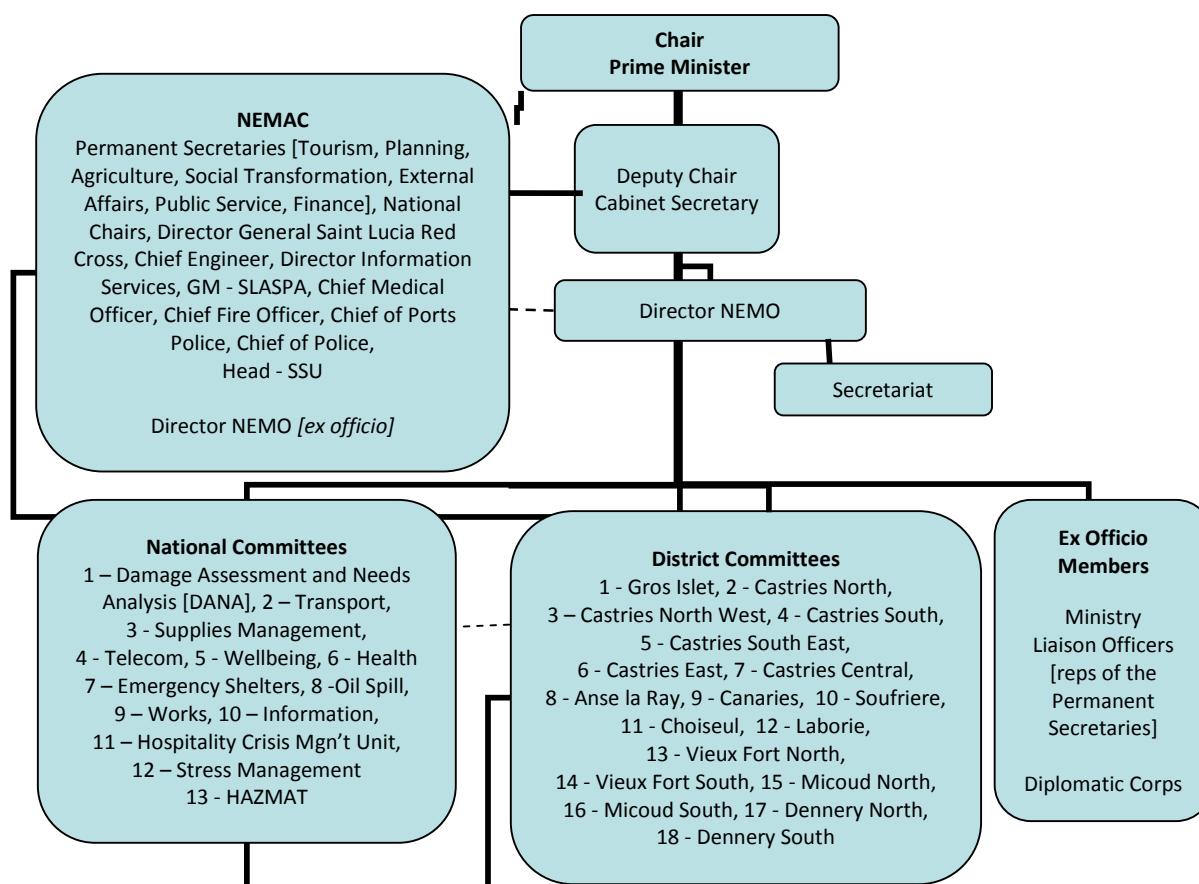 Chair
Prime Minister
NEMAC
Permanent Secretaries [Tourism, Planning,
Agriculture, Social Transformation, External
Affairs, Public Service, Finance], National
Chairs, Director General Saint Lucia Red
Cross, Chief Engineer, Director Information
Services, GM - SLASPA, Chief Medical
Officer, Chief Fire Officer, Chief of Ports
Police, Chief of Police,
Head - SSU
Director NEMO [ex officio]
Deputy Chair
Cabinet Secretary
Director NEMO
Secretariat
National Committees
1 – Damage Assessment and Needs
Analysis [DANA], 2 – Transport,
3 - Supplies Management,
4 - Telecom, 5 - Wellbeing, 6 - Health
7 – Emergency Shelters, 8 -Oil Spill,
9 – Works, 10 – Information,
11 – Hospitality Crisis Mgn’t Unit,
12 – Stress Management
13 - HAZMAT
District Committees
1 - Gros Islet, 2 - Castries North,
3 – Castries North West, 4 - Castries South,
5 - Castries South East,
6 - Castries East, 7 - Castries Central,
8 - Anse la Ray, 9 - Canaries, 10 - Soufriere,
11 - Choiseul, 12 - Laborie,
13 - Vieux Fort North,
14 - Vieux Fort South, 15 - Micoud North,
16 - Micoud South, 17 - Dennery North,
18 - Dennery South
Ex Officio
Members
Ministry
Liaison Officers
[reps of the
Permanent
Secretaries]
Diplomatic Corps